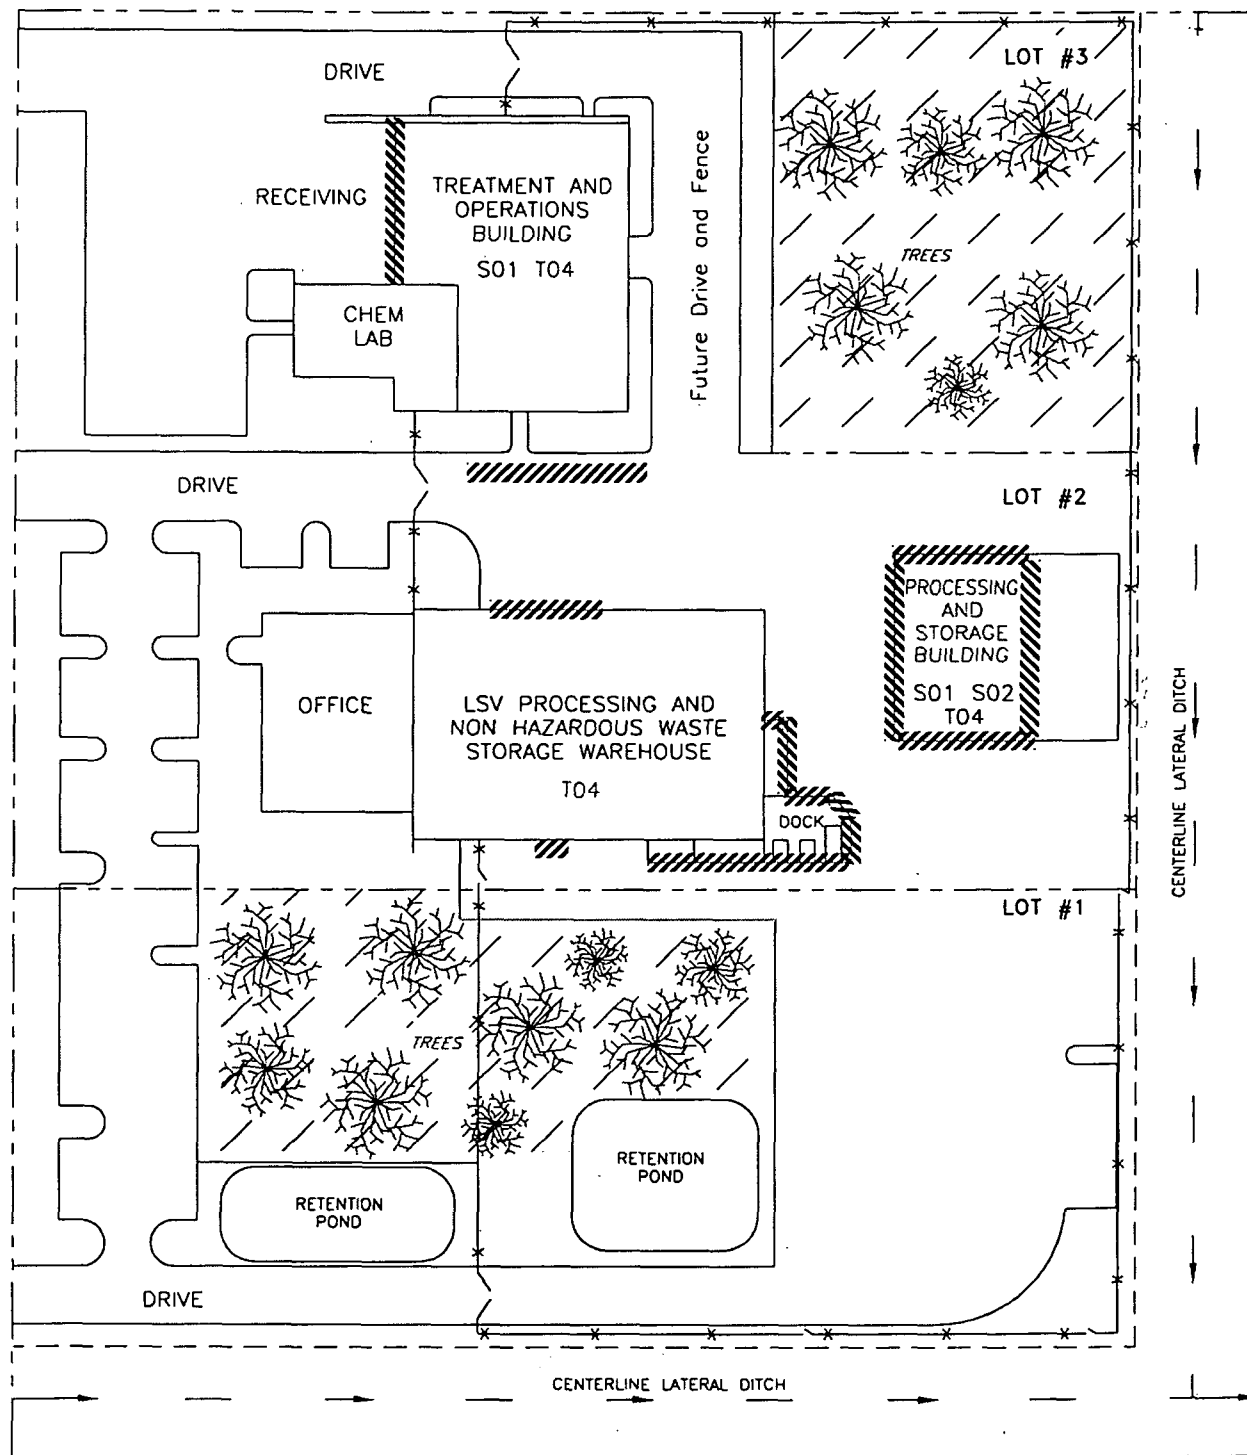 LOT #3
DRIVE
RECEIVING
TREATMENT AND
OPERATIONS
BUILDING
S01 T04
CHEM
LAB
Future Drive and Fence
TREES
DRIVE
LOT #2
PROCESSING
AND
STORAGE
BUILDING
S01 S02
T04
OFFICE
LSV PROCESSING AND
NON HAZARDOUS WASTE
STORAGE WAREHOUSE
T04
DOCK
CENTERLINE LATERAL DITCH
LOT #1
TREES
RETENTION
POND
RETENTION
POND
DRIVE
CENTERLINE LATERAL DITCH